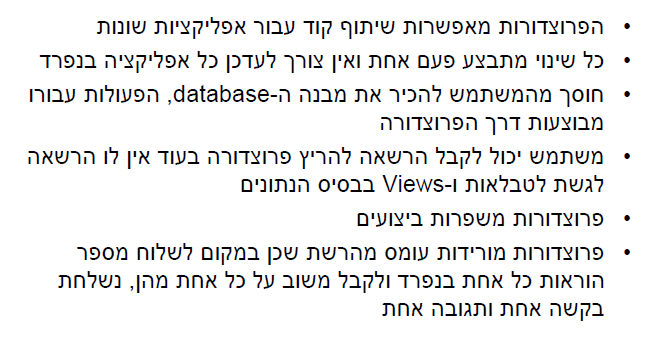 • הפרוצדורות מאפשרות שיתוף קוד עבור אפליקציות שונות
• כל שינוי מתבצע פעם אחת ואין צורך לעדכן כל אפליקציה בנפרד
• חוסך מהמשתמש להכיר את מבנה ה-database, הפעולות עבורו
מבוצעות דרך הפרוצדורה
• משתמש יכול לקבל הרשאה להריץ פרוצדורה בעוד אין לו הרשאה
לגשת לטבלאות ו-Views בבסיס הנתונים
• פרוצדורות משפרות ביצועים
• פרוצדורות מורידות עומס מהרשת שכן במקום לשלוח מספר
הוראות כל אחת בנפרד ולקבל משוב על כל אחת מהן, נשלחת
בקשה אחת ותגובה אחת